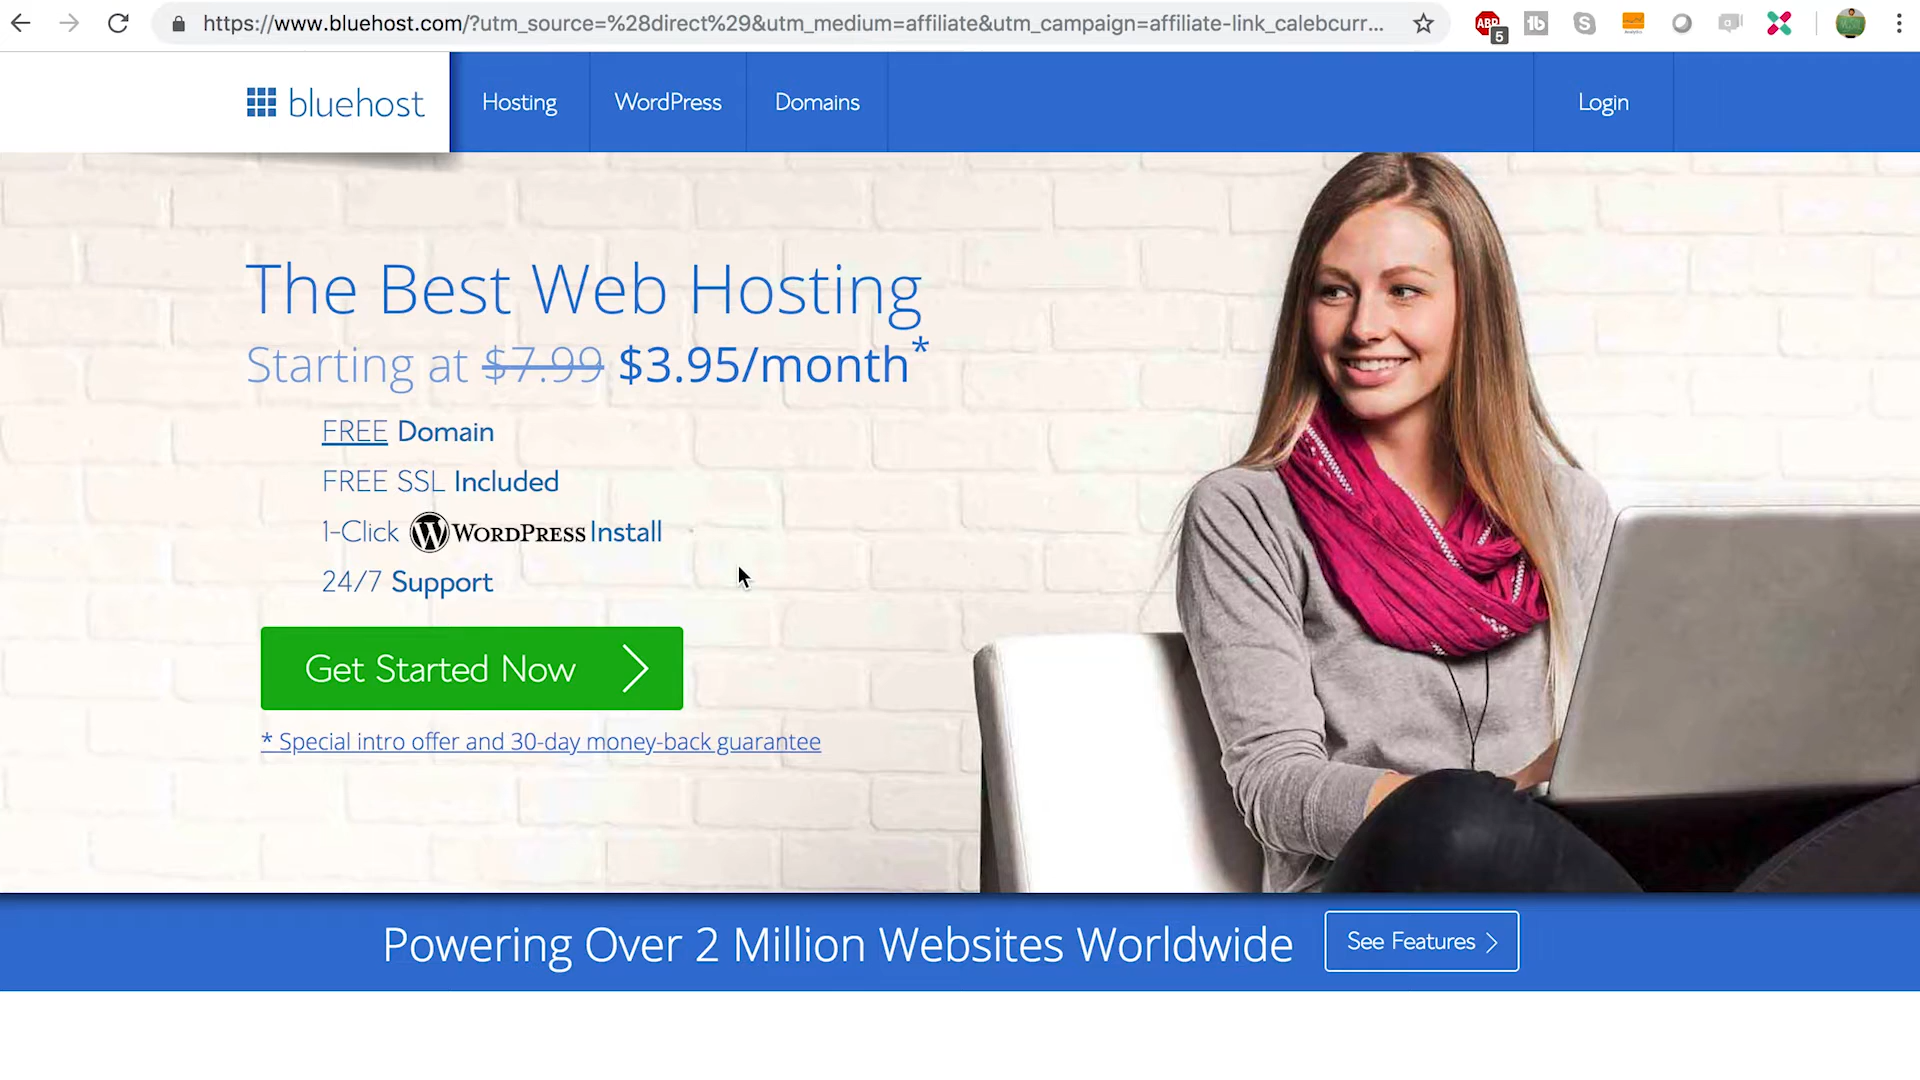 https://www.bluehost.com/?utm_source=%28direct%29&utm_medium=affiliate&utm_campaign=affiliate-link_calebcurr...
ABP
5
bluehost
Hosting
WordPress
Domains
Login
The Best Web Hosting
Starting at $7.99 $3.95/month*
FREE Domain
FREE SSL Included
1-Click WORDPRESS Install
24/7 Support
Get Started Now
* Special intro offer and 30-day money-back guarantee
Powering Over 2 Million Websites Worldwide
See Features